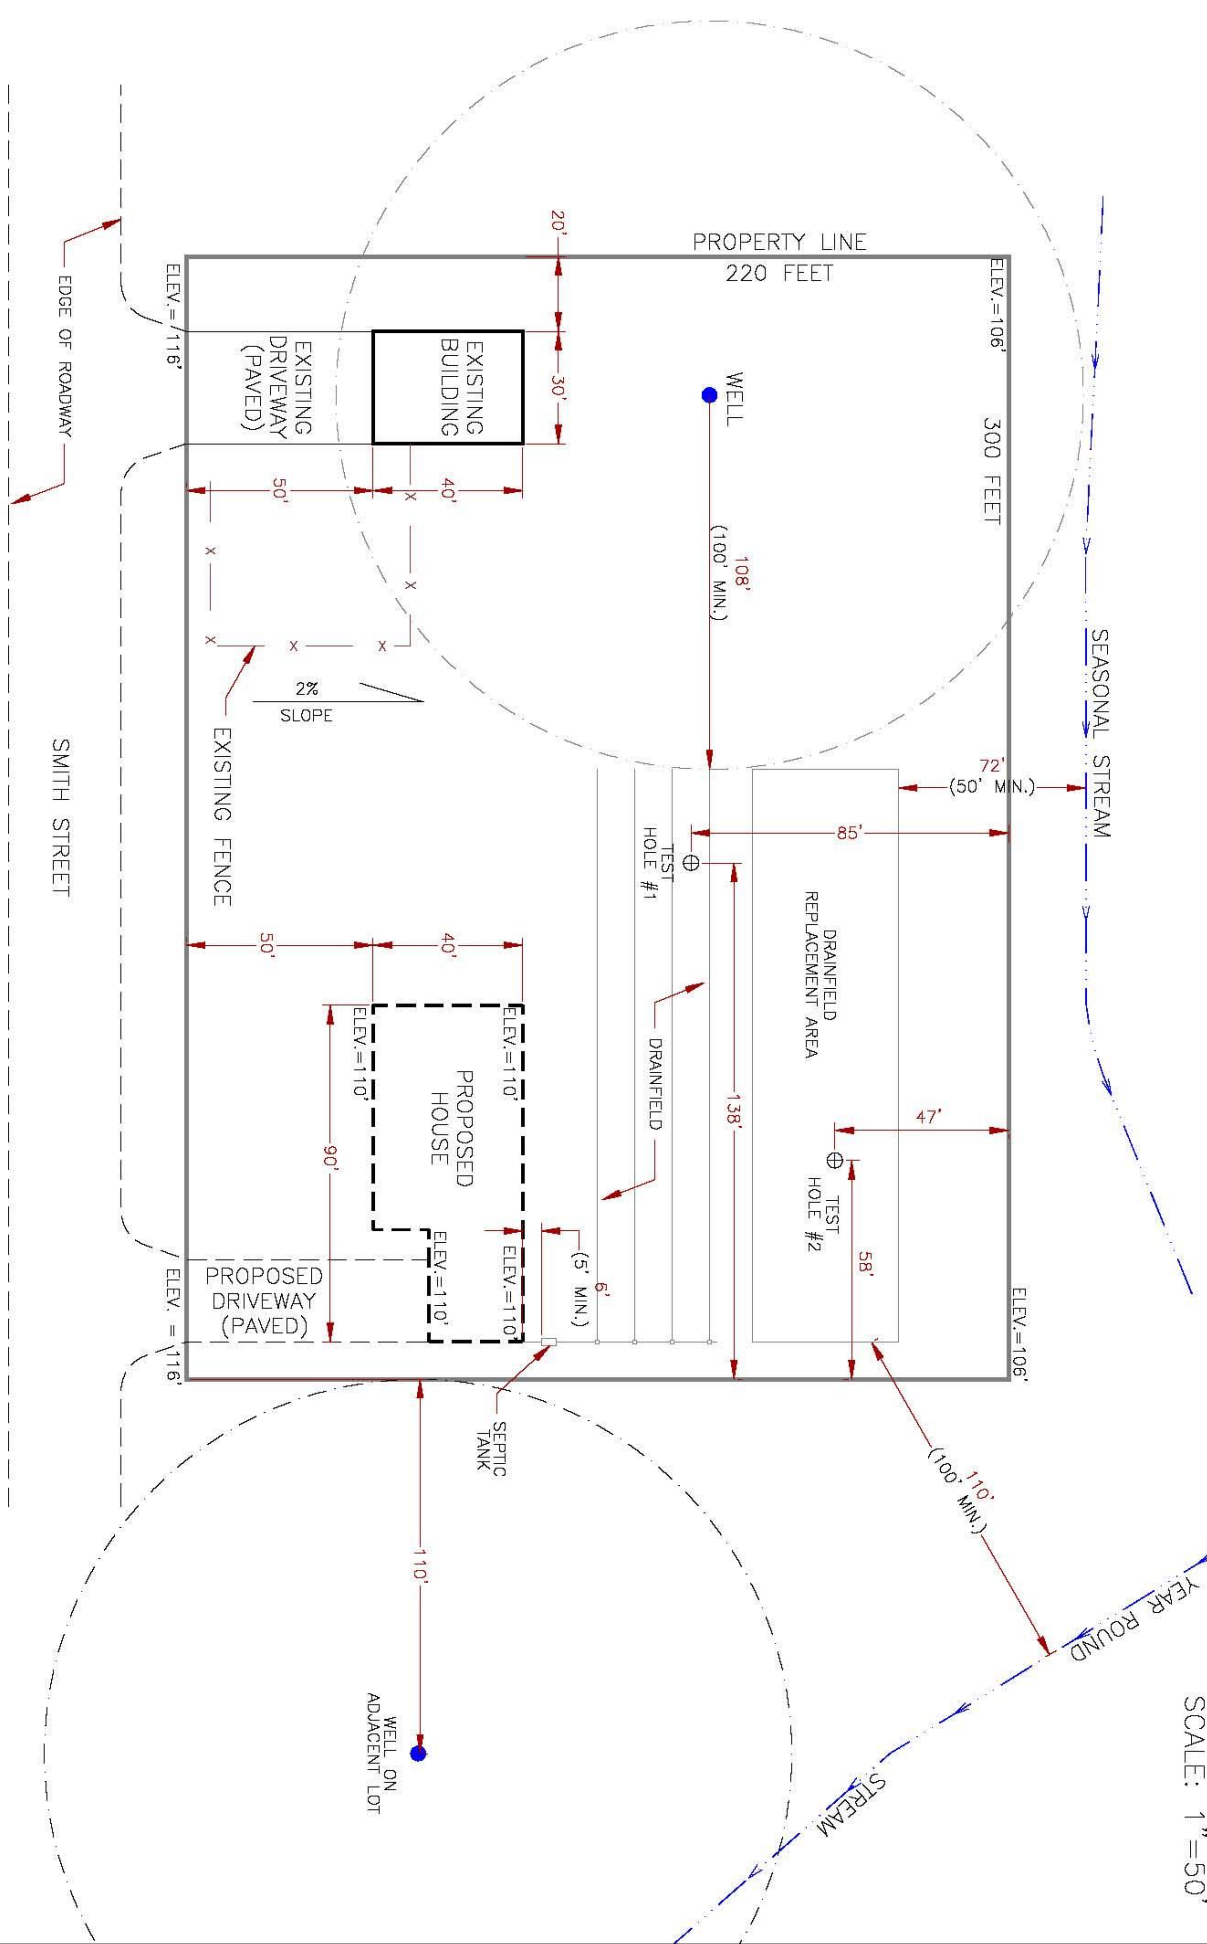 PROPERTY LINE
220 FEET
20'
ELEV.=106'
ELEV.= 116'
EDGE OF ROADWAY
EXISTING
DRIVEWAY
(PAVED)
EXISTING
BUILDING
30'
WELL
300 FEET
50'
40'
108'
(100' MIN.)
2%
SLOPE
EXISTING FENCE
SMITH STREET
SEASONAL STREAM
72'
(50' MIN.)
85'
TEST
HOLE #1
DRAINFIELD
REPLACEMENT AREA
50'
40'
ELEV.=110'
ELEV.=110'
PROPOSED
HOUSE
90'
DRAINFIELD
138'
47'
TEST
HOLE #2
58'
ELEV.=110'
ELEV.=110'
6'
(5' MIN.)
PROPOSED
DRIVEWAY
(PAVED)
ELEV. = 116'
ELEV.=106'
SEPTIC
TANK
110'
(100' MIN.)
110'
WELL ON
ADJACENT LOT
YEAR ROUND
STREAM
SCALE: 1"=50'